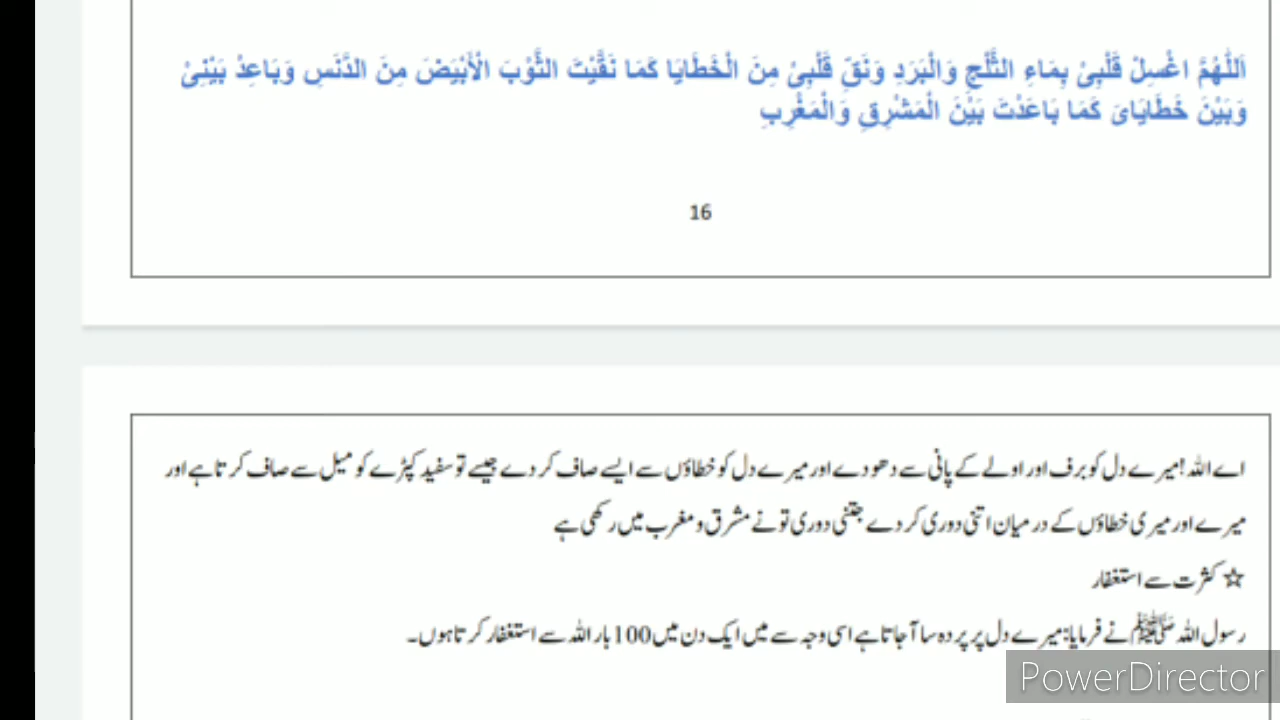 اَللّٰهُمَّ اغْسِلْ قَلْبِیْ بِمَاءِ الثَّلْجِ وَالْبَرَدِ وَنَقِّ قَلْبِیْ مِنَ الْخَطَايَا كَمَا نَقَّيْتَ الثَّوْبَ الْأَبْيَضَ مِنَ الدَّنَسِ وَبَاعِدْ بَيْنِیْ
وَبَيْنَ خَطَايَایَ كَمَا بَاعَدْتَ بَيْنَ الْمَشْرِقِ وَالْمَغْرِبِ
16
اے اللہ !میرے دل کو برف اور اولے کے پانی سے دھو دے اور میرے دل کو خطاؤں سے ایسے صاف کر دے جیسے تو سفید کپڑے کو میل سے صاف کرتا ہے اور
میرے اور میری خطاؤں کے درمیان اتنی دوری کر دے جتنی دوری تو نے مشرق و مغرب میں رکھی ہے
☆ کثرت سے استغفار
رسول اللہ ﷺ نے فرمایا: میرے دل پر پردہ سا آجاتا ہے اسی وجہ سے میں ایک دن میں 100 بار اللہ سے استغفار کرتا ہوں۔
PowerDirector